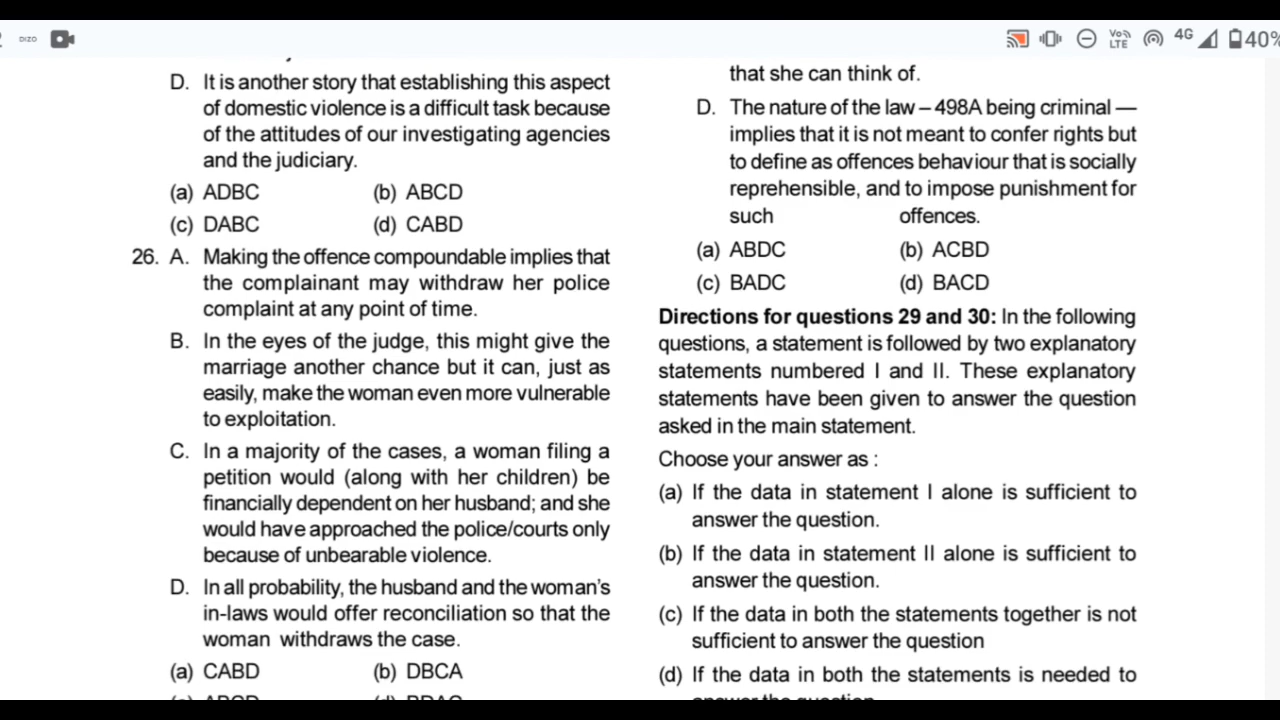 DIZO
Vo
LTE
4G
40%
D. It is another story that establishing this aspect
of domestic violence is a difficult task because
of the attitudes of our investigating agencies
and the judiciary.
(a) ADBC (b) ABCD
(c) DABC (d) CABD
26. A. Making the offence compoundable implies that
the complainant may withdraw her police
complaint at any point of time.
B. In the eyes of the judge, this might give the
marriage another chance but it can, just as
easily, make the woman even more vulnerable
to exploitation.
C. In a majority of the cases, a woman filing a
petition would (along with her children) be
financially dependent on her husband; and she
would have approached the police/courts only
because of unbearable violence.
D. In all probability, the husband and the woman's
in-laws would offer reconciliation so that the
woman withdraws the case.
(a) CABD (b) DBCA
that she can think of.
D. The nature of the law – 498A being criminal —
implies that it is not meant to confer rights but
to define as offences behaviour that is socially
reprehensible, and to impose punishment for
such offences.
(a) ABDC (b) ACBD
(c) BADC (d) BACD
Directions for questions 29 and 30: In the following
questions, a statement is followed by two explanatory
statements numbered I and II. These explanatory
statements have been given to answer the question
asked in the main statement.
Choose your answer as :
(a) If the data in statement I alone is sufficient to
answer the question.
(b) If the data in statement II alone is sufficient to
answer the question.
(c) If the data in both the statements together is not
sufficient to answer the question
(d) If the data in both the statements is needed to
answer the question